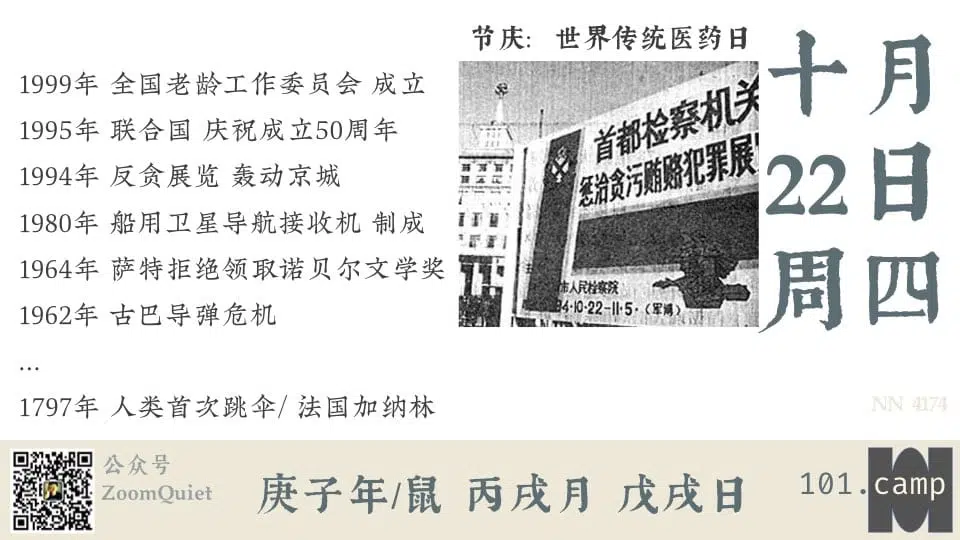 节庆: 世界传统医药日
1999年 全国老龄工作委员会 成立
1995年 联合国 庆祝成立50周年
1994年 反贪展览 轰动京城
1980年 船用卫星导航接收机 制成
1964年 萨特拒绝领取诺贝尔文学奖
1962年 古巴导弹危机
...
1797年 人类首次跳伞/ 法国加纳林
首都检察机关
惩治贪污贿赂犯罪展
市人民检察院
94·10·22-11·5·(军博)
十月
22日
周四
NN 4174
公众号
ZoomQuiet
庚子年/鼠 丙戌月 戊戌日
101.camp